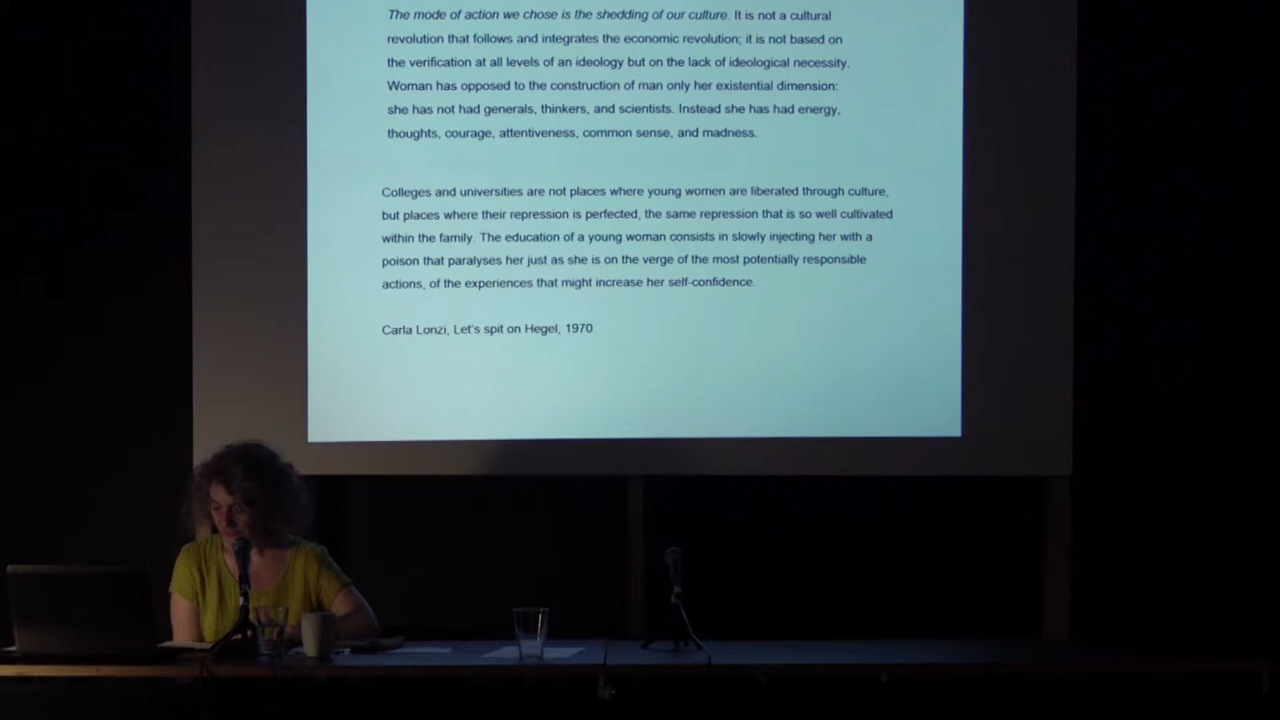 The mode of action we chose is the shedding of our culture. It is not a cultural
revolution that follows and integrates the economic revolution; it is not based on
the verification at all levels of an ideology but on the lack of ideological necessity.
Woman has opposed to the construction of man only her existential dimension:
she has not had generals, thinkers, and scientists. Instead she has had energy,
thoughts, courage, attentiveness, common sense, and madness.
Colleges and universities are not places where young women are liberated through culture,
but places where their repression is perfected, the same repression that is so well cultivated
within the family. The education of a young woman consists in slowly injecting her with a
poison that paralyses her just as she is on the verge of the most potentially responsible
actions, of the experiences that might increase her self-confidence.
Carla Lonzi, Let's spit on Hegel, 1970